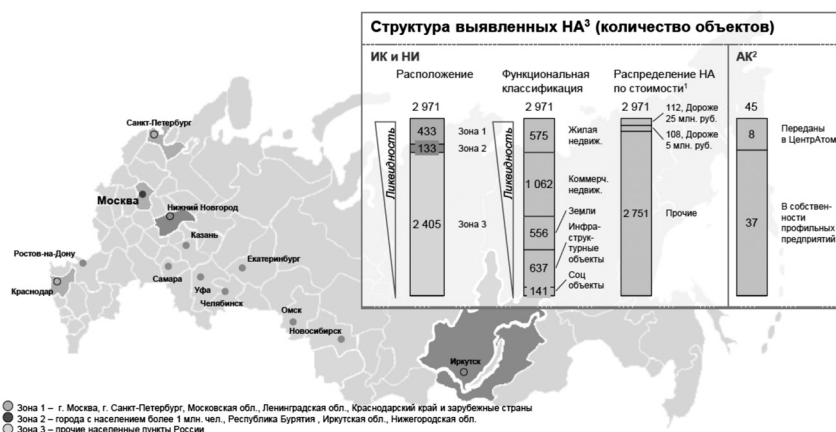 Структура выявленных НА³ (количество объектов)
ИК и НИ
АК²
Расположение
Функциональная
классификация
Распределение НА
по стоимости¹
2 971
2 971
2 971
45
Ликвидность
433
Зона 1
133
Зона 2
2 405
Зона 3
Ликвидность
575
Жилая
недвиж.
1 062
Коммерч.
недвиж.
556
Земли
637
Инфра-
струк-
турные
объекты
141
Соц
объекты
112, Дороже
25 млн. руб.
108, Дороже
5 млн. руб.
2 751
Прочие
8
Переданы
в ЦентрАтом
37
В собствен-
ности
профильных
предприятий
Санкт-Петербург
Москва
Нижний Новгород
Казань
Ростов-на-Дону
Екатеринбург
Самара
Краснодар
Уфа
Челябинск
Омск
Новосибирск
Иркутск
Зона 1 – г. Москва, г. Санкт-Петербург, Московская обл., Ленинградская обл., Краснодарский край и зарубежные страны
Зона 2 – города с населением более 1 млн. чел., Республика Бурятия , Иркутская обл., Нижегородская обл.
Зона 3 – прочие населенные пункты России